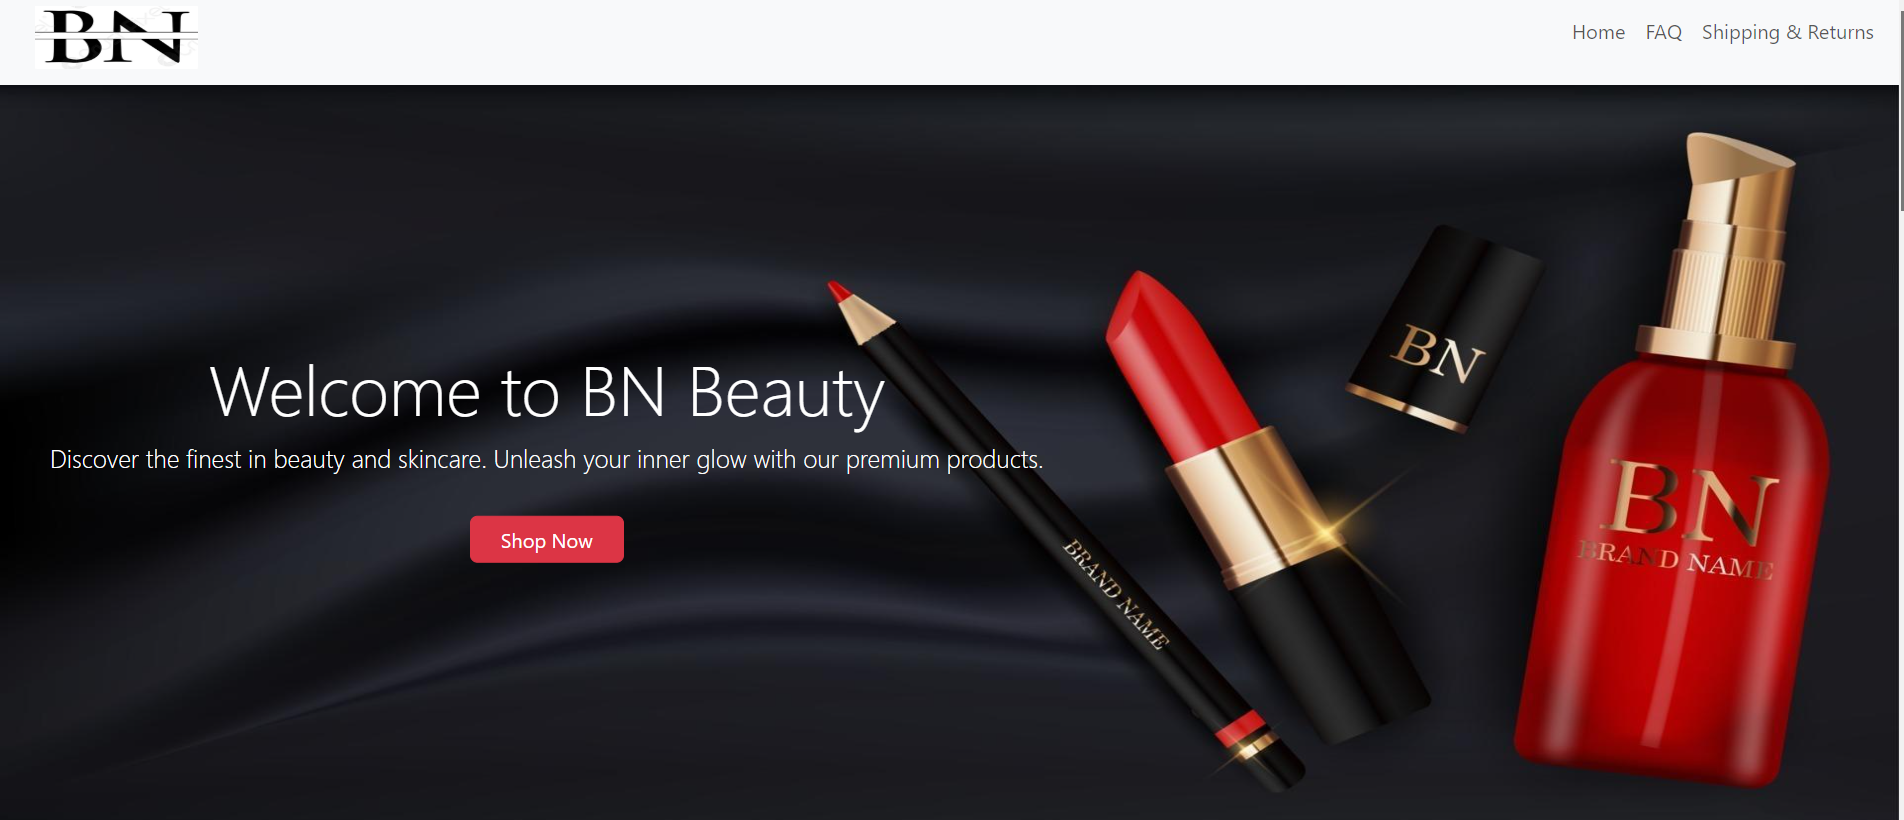 BN
Home FAQ Shipping & Returns
Welcome to BN Beauty
Discover the finest in beauty and skincare. Unleash your inner glow with our premium products.
Shop Now
BRAND NAME
BN
BN
BRAND NAME